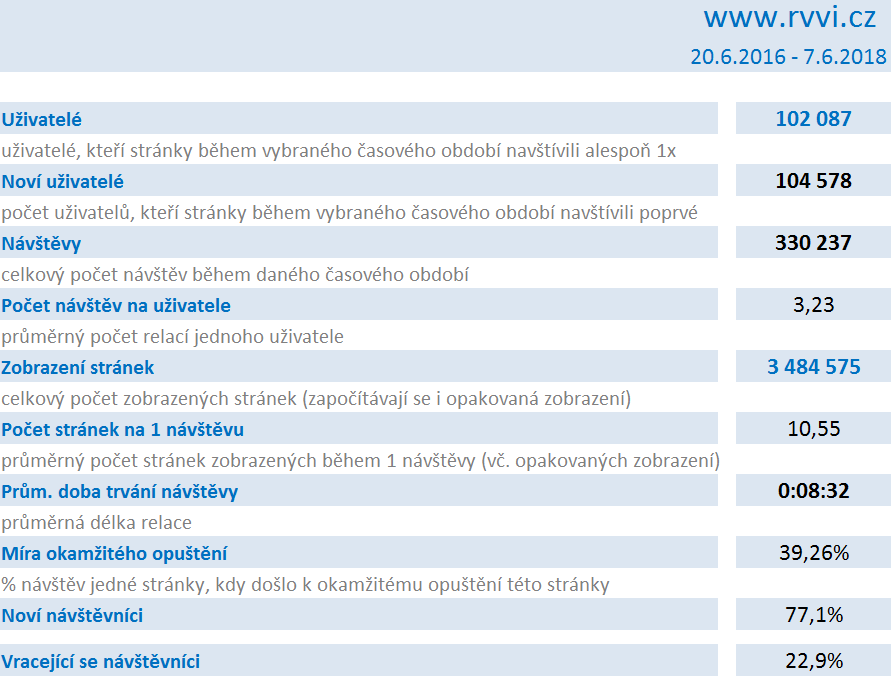 www.rvvi.cz
20.6.2016 - 7.6.2018
Uživatelé 102 087
uživatelé, kteří stránky během vybraného časového období navštívili alespoň 1x
Noví uživatelé 104 578
počet uživatelů, kteří stránky během vybraného časového období navštívili poprvé
Návštěvy 330 237
celkový počet návštěv během daného časového období
Počet návštěv na uživatele 3,23
průměrný počet relací jednoho uživatele
Zobrazení stránek 3 484 575
celkový počet zobrazených stránek (započítávají se i opakovaná zobrazení)
Počet stránek na 1 návštěvu 10,55
průměrný počet stránek zobrazených během 1 návštěvy (vč. opakovaných zobrazení)
Prům. doba trvání návštěvy 0:08:32
průměrná délka relace
Míra okamžitého opuštění 39,26%
% návštěv jedné stránky, kdy došlo k okamžitému opuštění této stránky
Noví návštěvníci 77,1%
Vracející se návštěvníci 22,9%